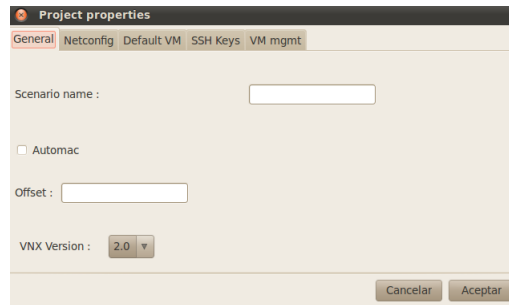 Project properties
General Netconfig Default VM SSH Keys VM mgmt
Scenario name :
Automac
Offset :
VNX Version : 2.0
Cancelar Aceptar